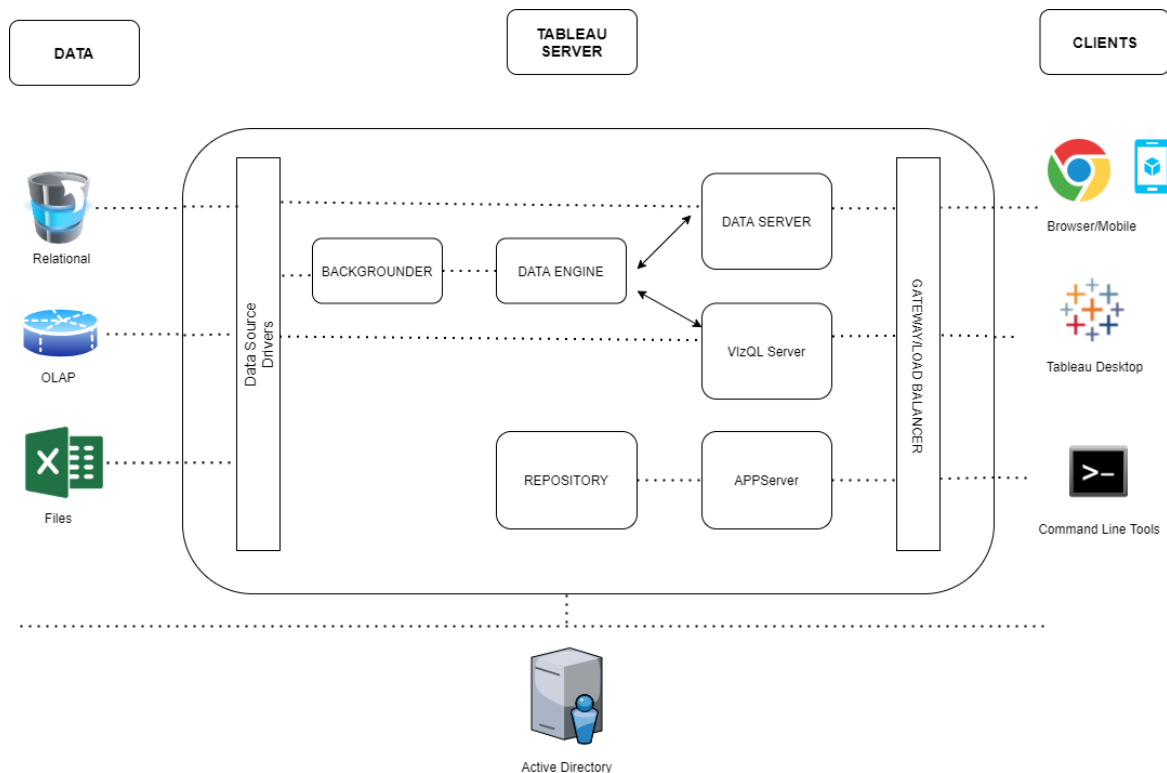 DATA
TABLEAU
SERVER
CLIENTS
Relational
OLAP
Files
Data Source
Drivers
BACKGROUNDER
DATA ENGINE
DATA SERVER
VIzQL Server
REPOSITORY
APPServer
GATEWAY/LOAD BALANCER
Browser/Mobile
Tableau Desktop
>-
Command Line Tools
X
Active Directory